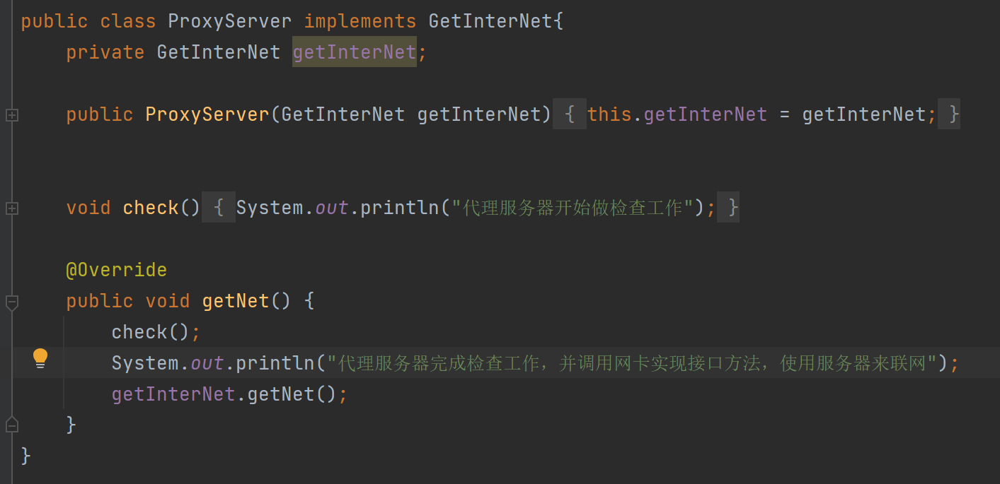 public class ProxyServer implements GetInterNet{
private GetInterNet getInterNet;
public ProxyServer(GetInterNet getInterNet) { this.getInterNet = getInterNet; }
void check() { System.out.println("代理服务器开始做检查工作"); }
@Override
public void getNet() {
check();
System.out.println("代理服务器完成检查工作，并调用网卡实现接口方法，使用服务器来联网");
getInterNet.getNet();
}
}